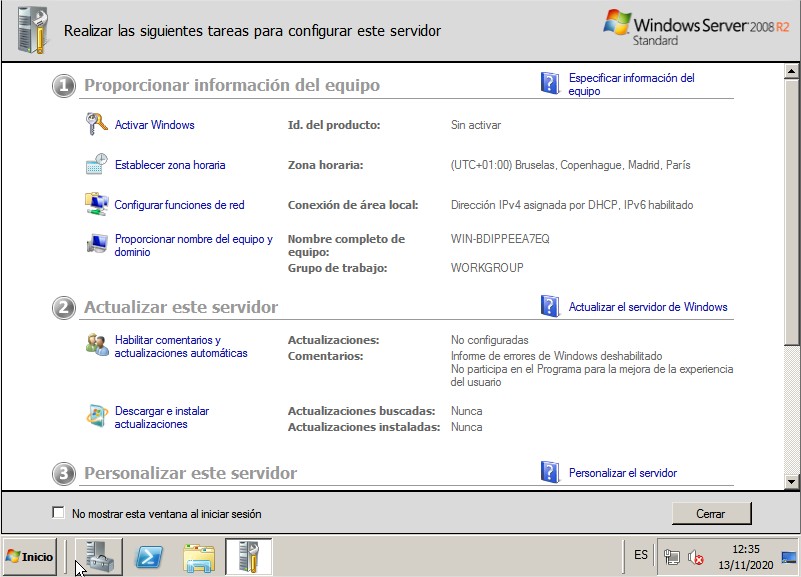 Realizar las siguientes tareas para configurar este servidor
Windows Server 2008 R2
Standard
1 Proporcionar información del equipo
Especificar información del
equipo
Activar Windows Id. del producto: Sin activar
Establecer zona horaria Zona horaria: (UTC+01:00) Bruselas, Copenhague, Madrid, París
Configurar funciones de red Conexión de área local: Dirección IPv4 asignada por DHCP, IPv6 habilitado
Proporcionar nombre del equipo y
dominio
Nombre completo de
equipo:
WIN-BDIPPEEA7EQ
Grupo de trabajo: WORKGROUP
2 Actualizar este servidor
Actualizar el servidor de Windows
Habilitar comentarios y
actualizaciones automáticas
Actualizaciones: No configuradas
Comentarios: Informe de errores de Windows deshabilitado
No participa en el Programa para la mejora de la experiencia
del usuario
Descargar e instalar
actualizaciones
Actualizaciones buscadas: Nunca
Actualizaciones instaladas: Nunca
3 Personalizar este servidor
Personalizar el servidor
No mostrar esta ventana al iniciar sesión
Cerrar
Inicio
ES
12:35
13/11/2020